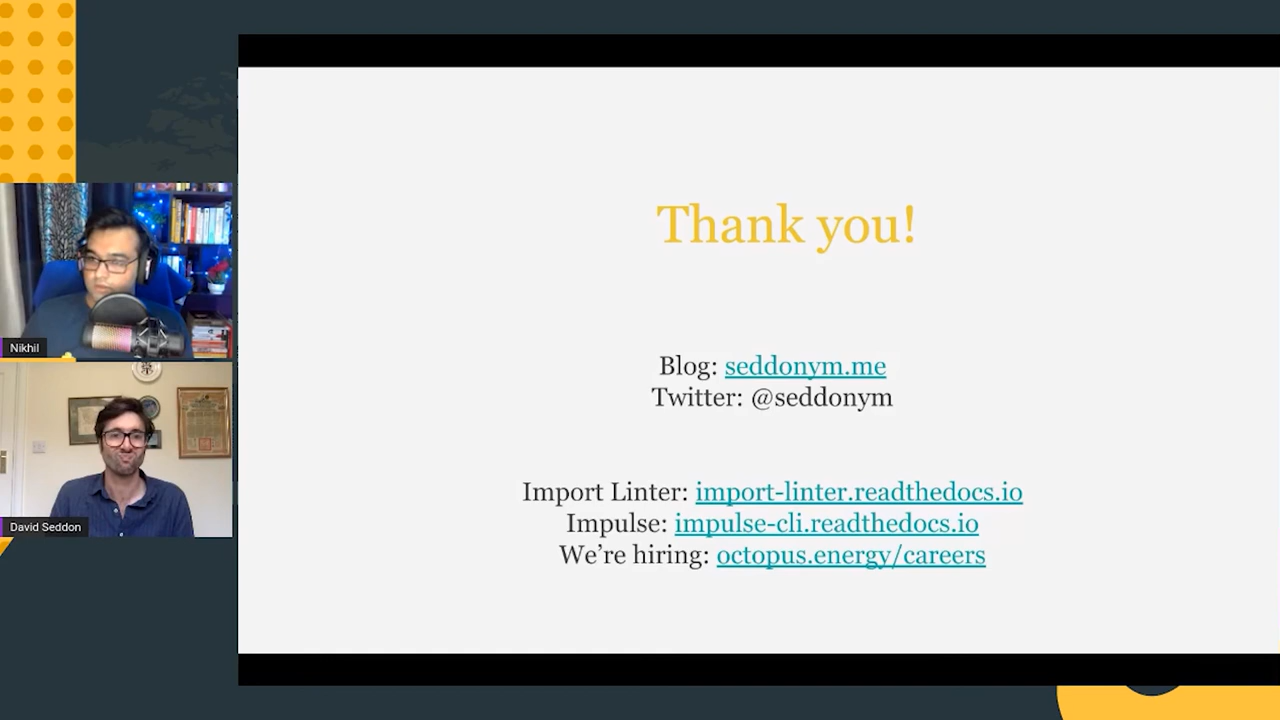 Thank you!
Nikhil
Blog: seddonym.me
Twitter: @seddonym
David Seddon
Import Linter: import-linter.readthedocs.io
Impulse: impulse-cli.readthedocs.io
We’re hiring: octopus.energy/careers